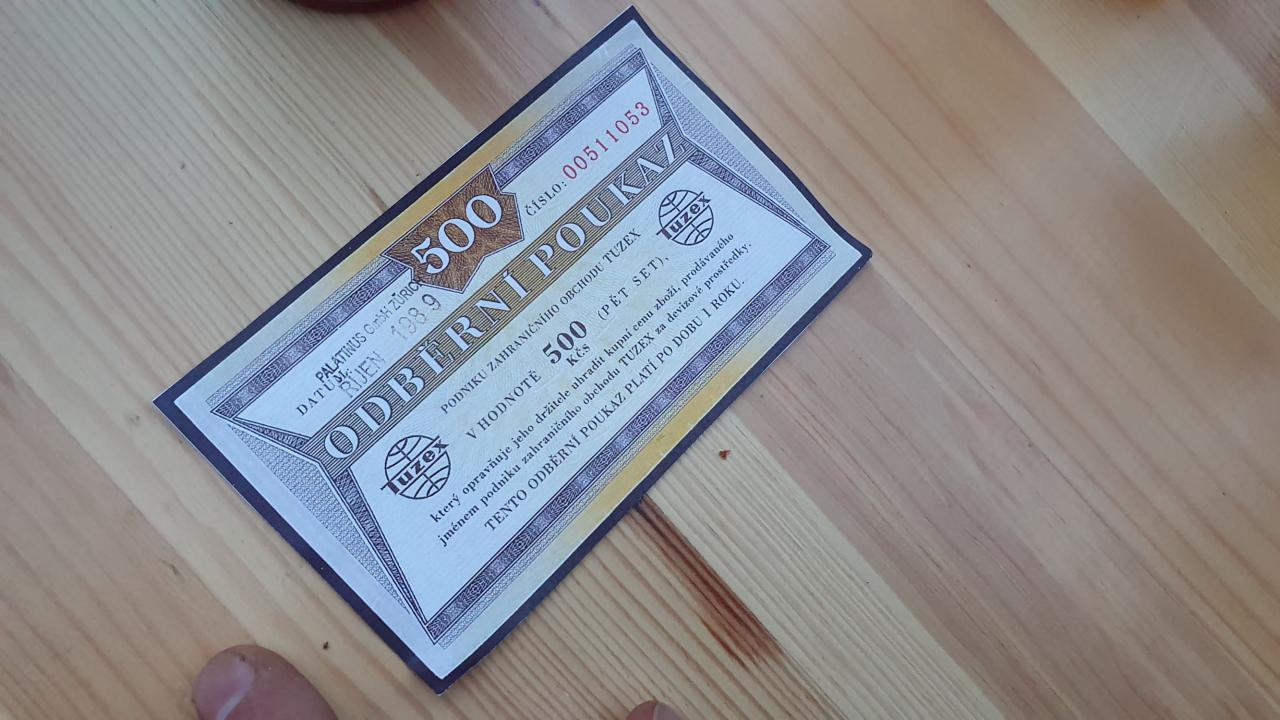 500
ČÍSLO: 00511053
DATUM:
PALATINUS GmbH ZÜRICH
ŘÍJEN 1989
ODBĚRNÍ POUKAZ
PODNIKU ZAHRANIČNÍHO OBCHODU TUZEX
Tuzex
V HODNOTĚ 500 KČS (PĚT SET),
Tuzex
který opravňuje jeho držitele uhradit kupní cenu zboží, prodávaného
jménem podniku zahraničního obchodu TUZEX za devizové prostředky.
TENTO ODBĚRNÍ POUKAZ PLATÍ PO DOBU 1 ROKU.